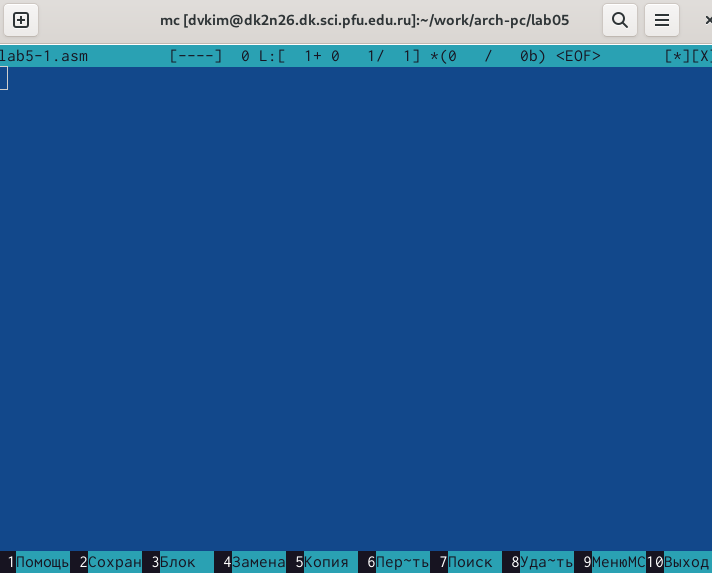 mc [dvkim@dk2n26.dk.sci.pfu.edu.ru]:~/work/arch-pc/lab05
lab5-1.asm [----] 0 L:[ 1+ 0 1/ 1] *(0 / 0b) <EOF> [*][X]
1Помощь 2Сохран 3Блок 4Замена 5Копия 6Пер~ть 7Поиск 8Уда~ть 9МенюMC 10Выход